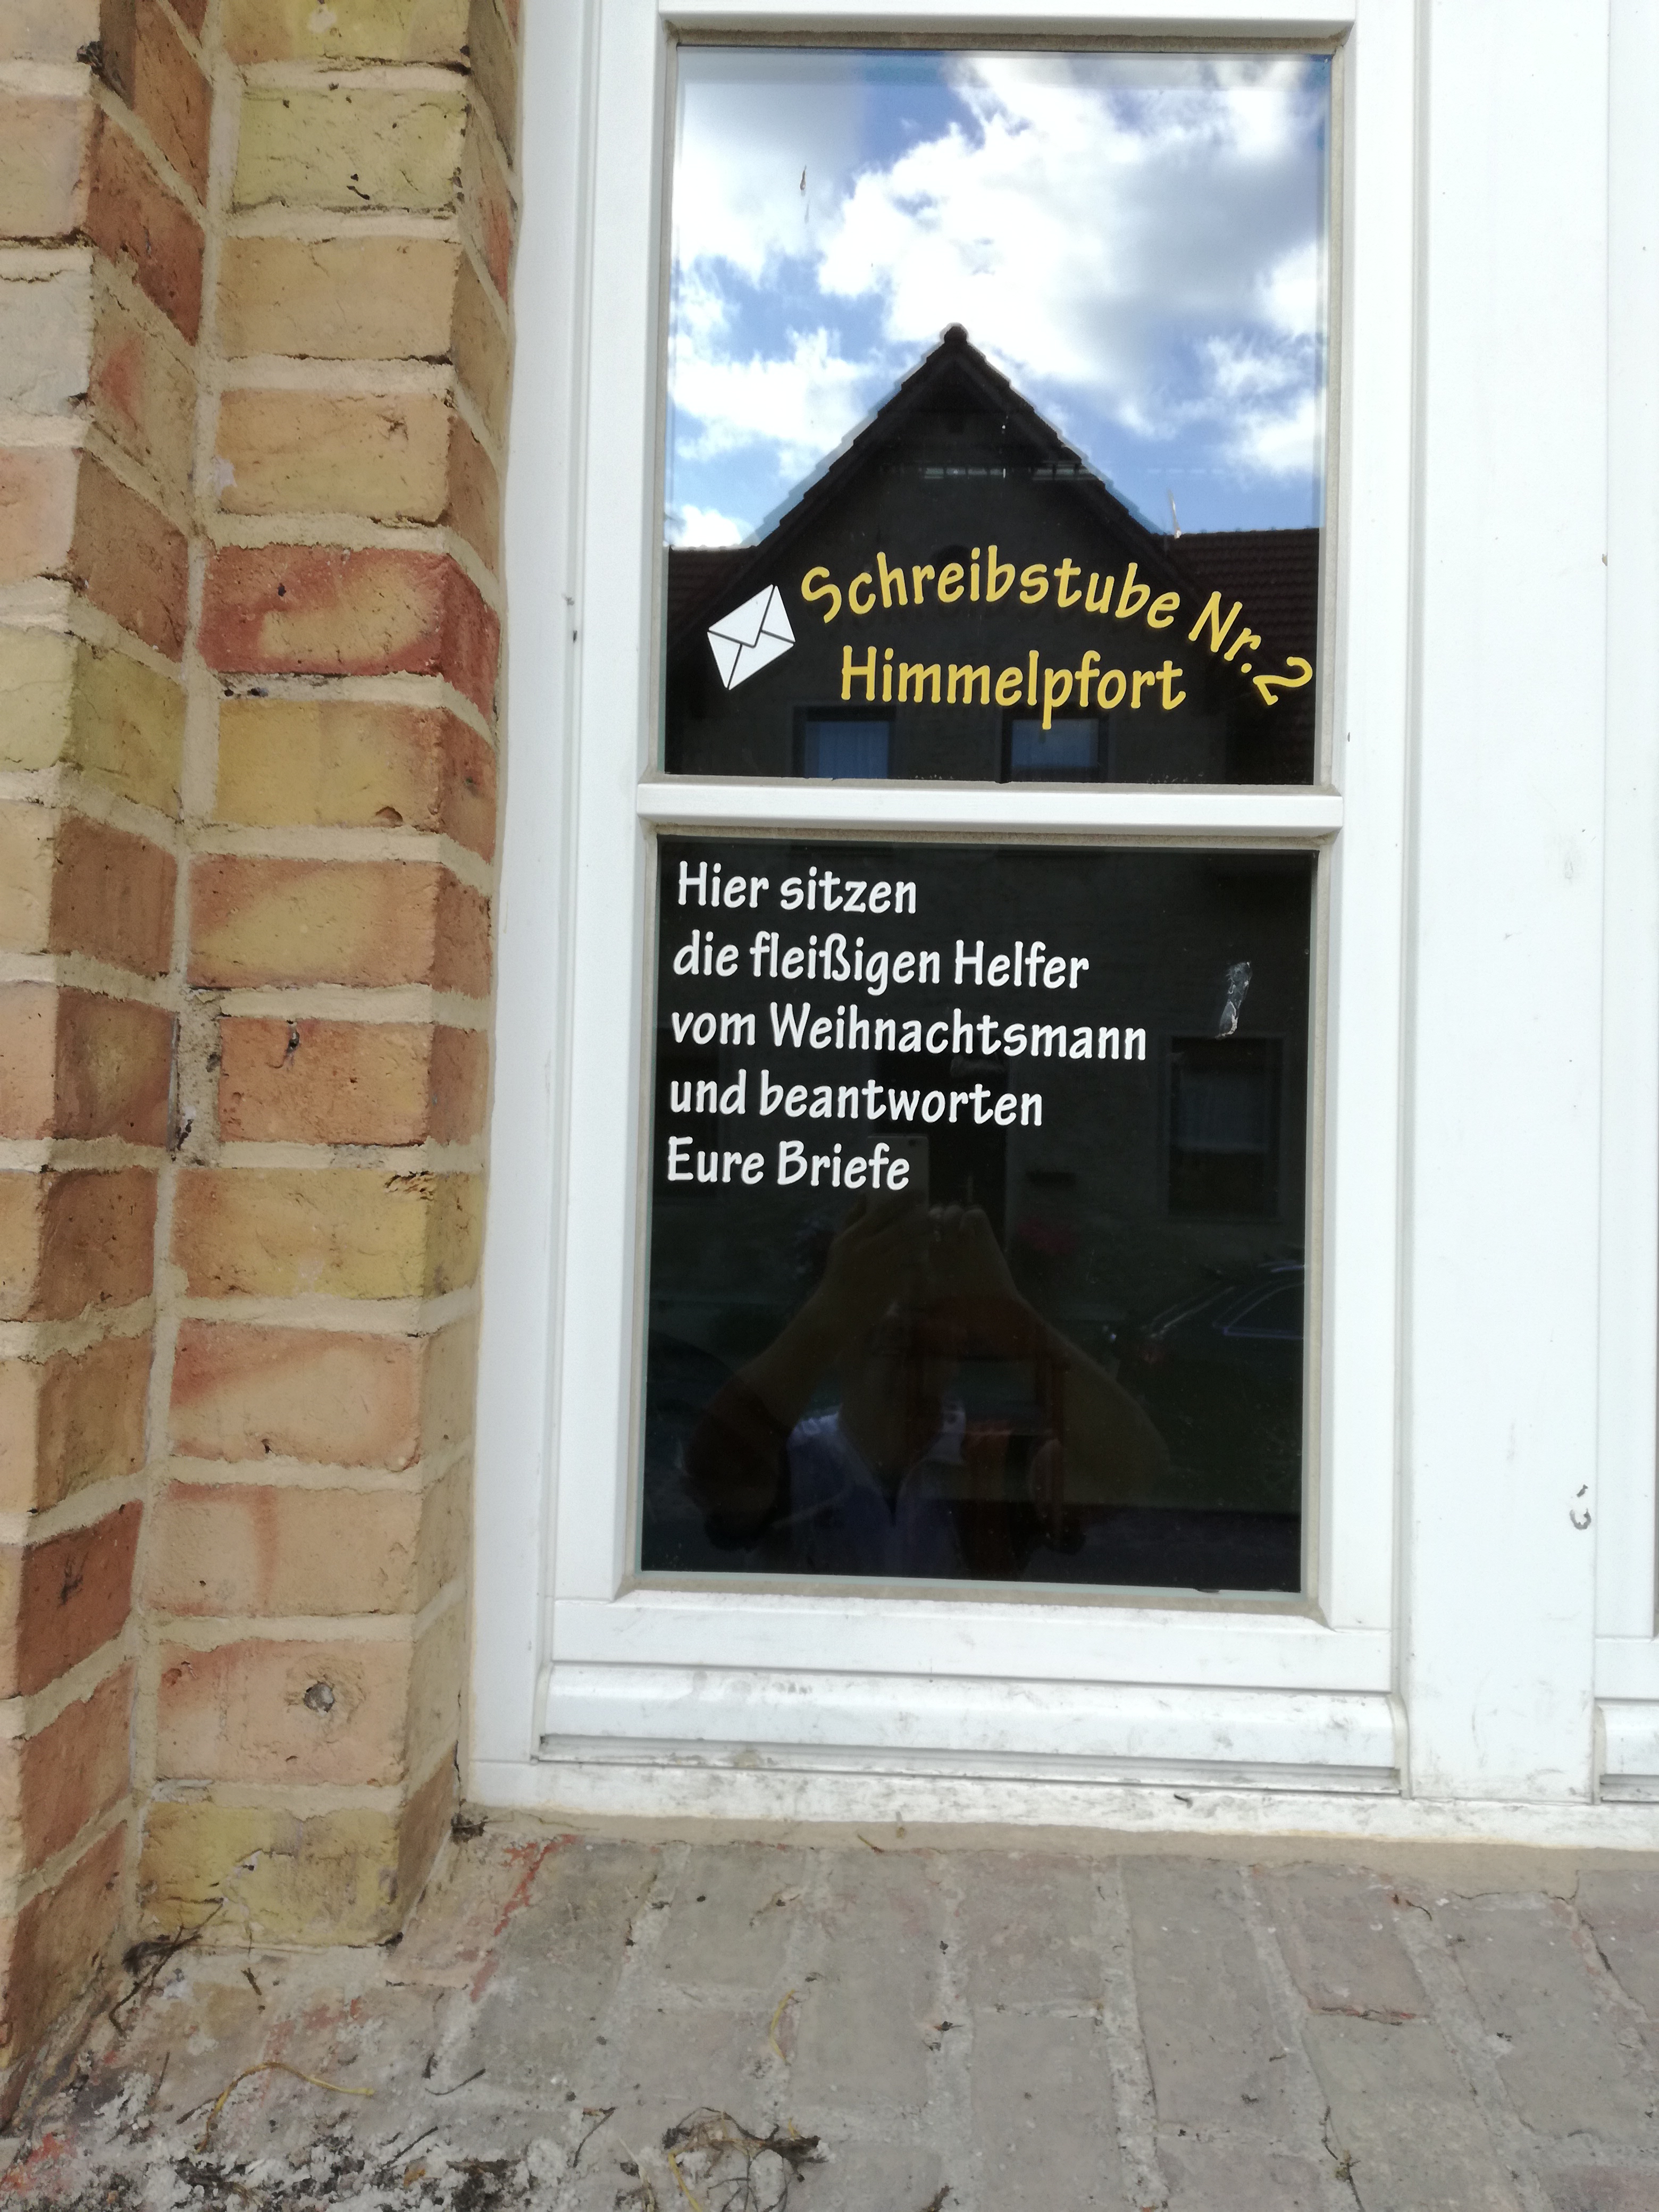 Schreibstube Nr. 2
Himmelpfort
Hier sitzen
die fleißigen Helfer
vom Weihnachtsmann
und beantworten
Eure Briefe